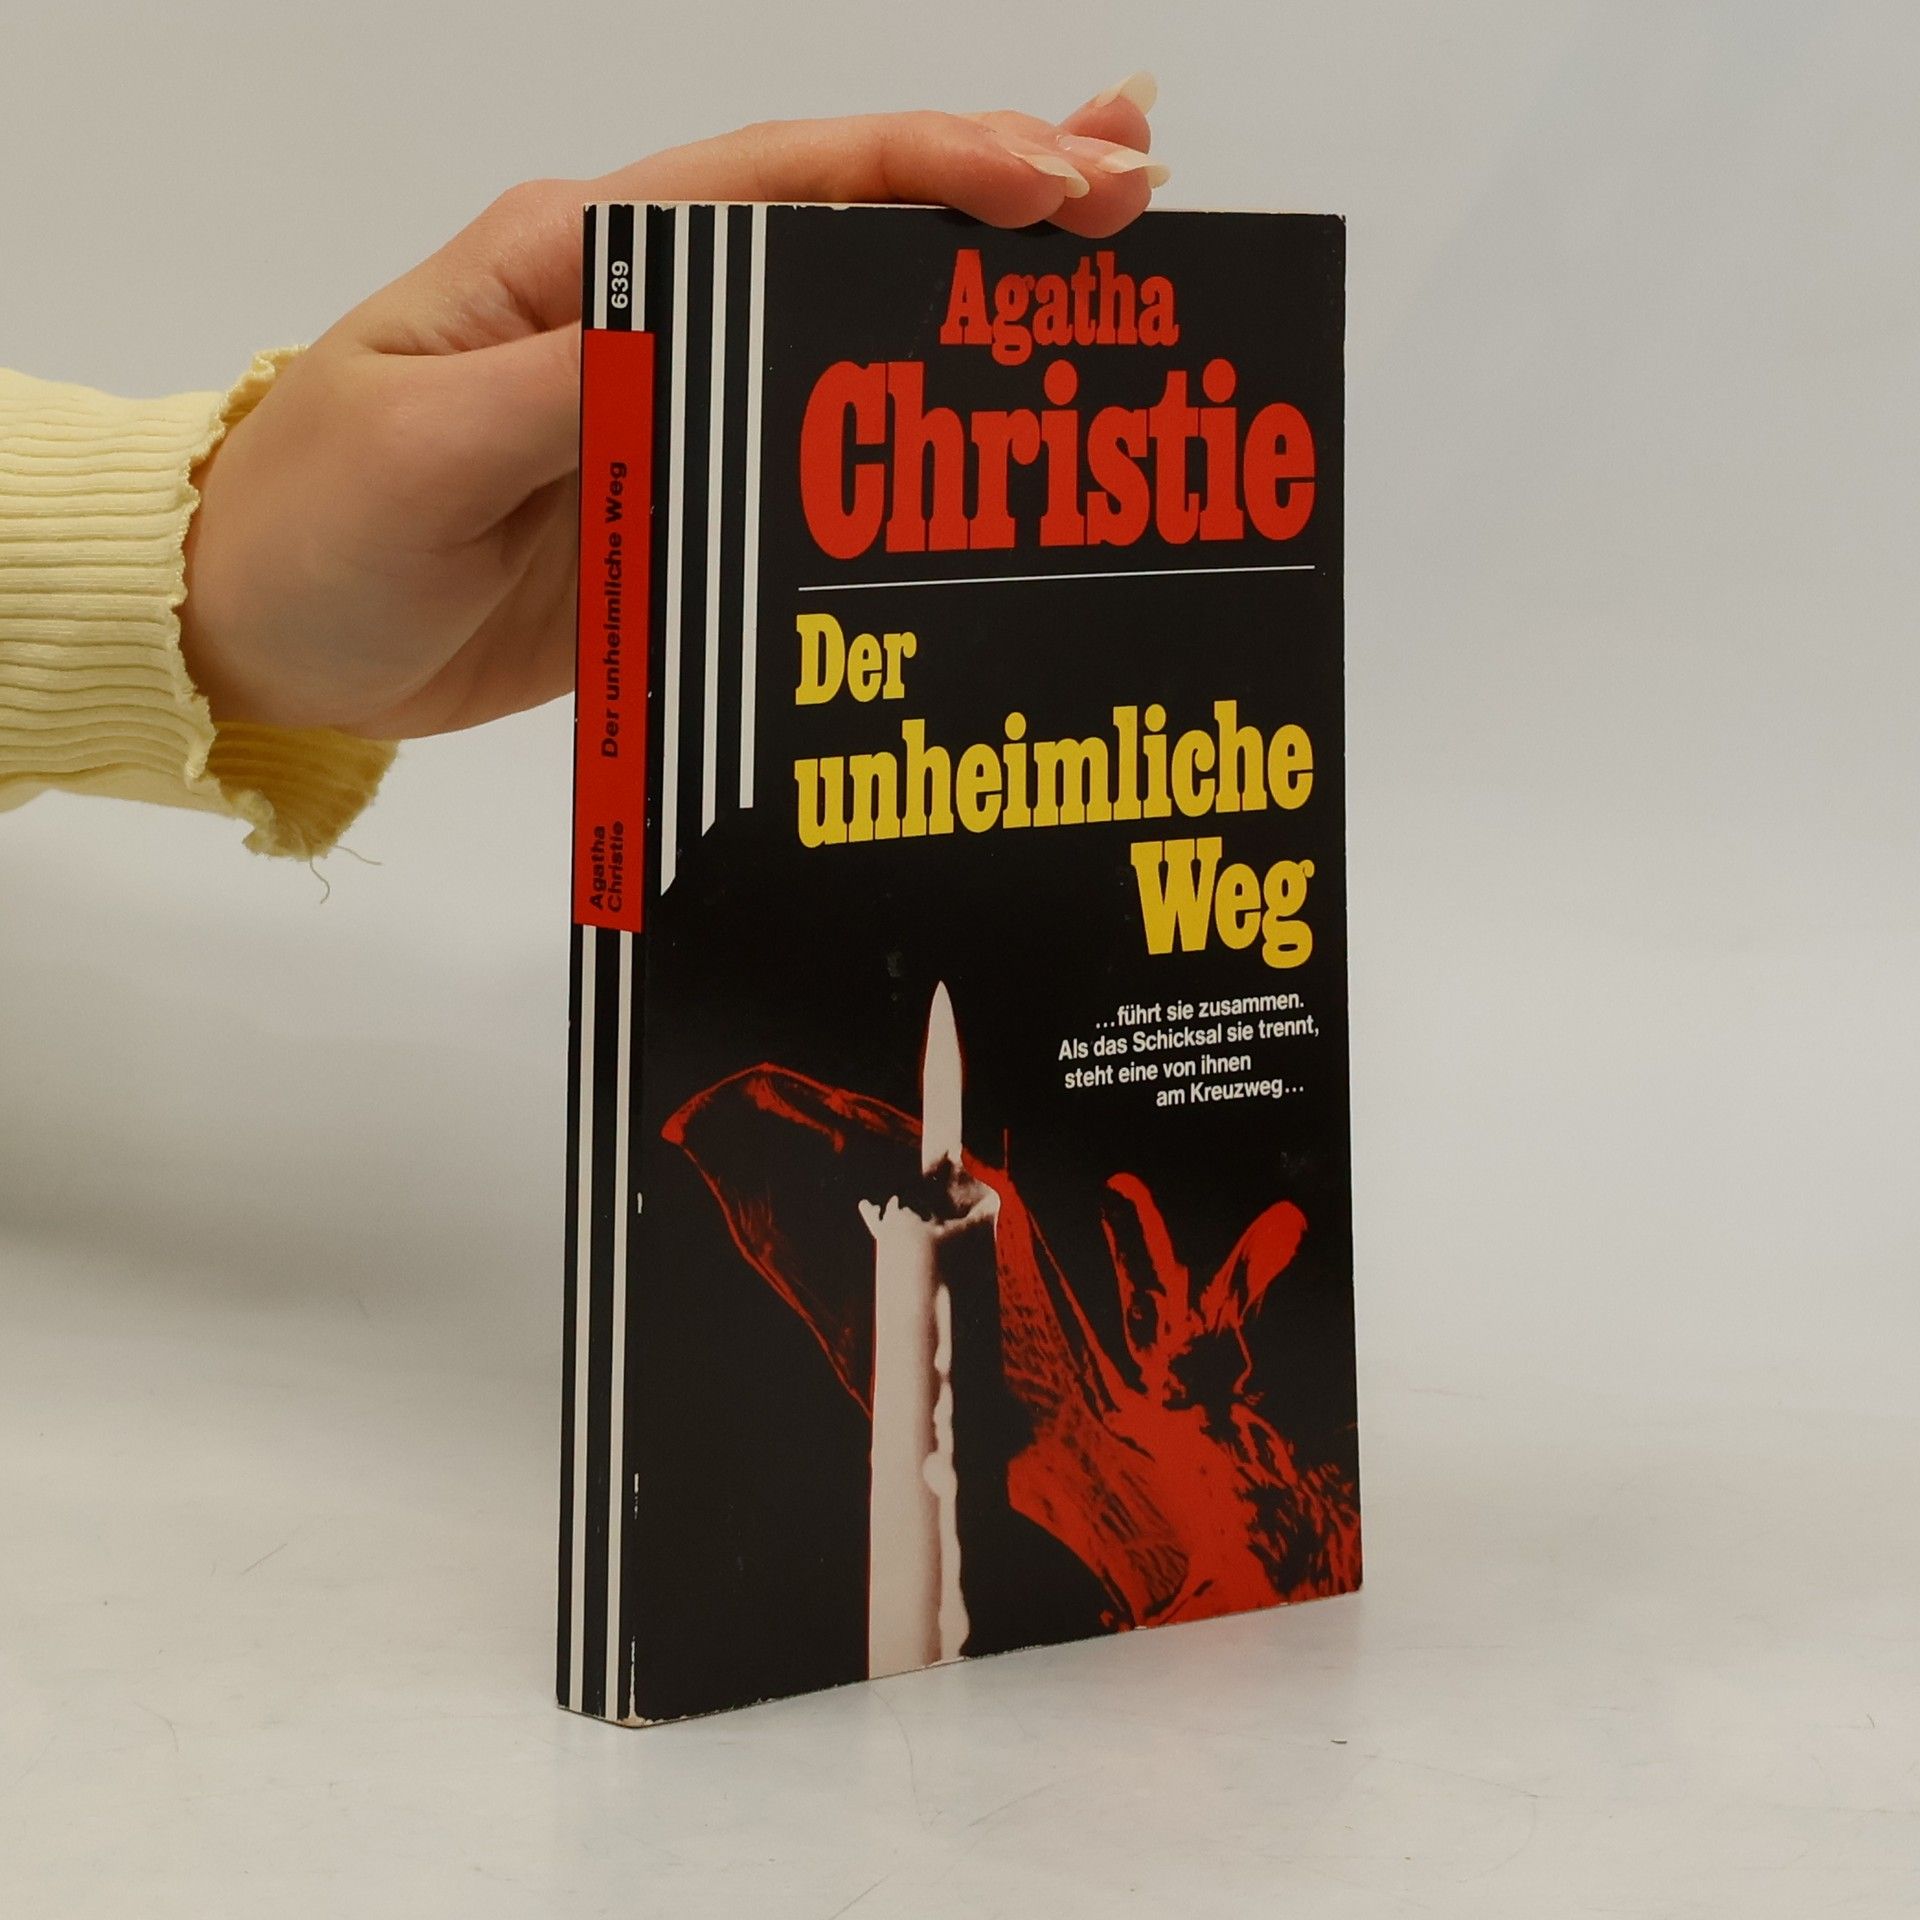 639
Agatha
Christie
Der unheimliche Weg
Agatha
Christie
Der
unheimliche
Weg
...führt sie zusammen.
Als das Schicksal sie trennt,
steht eine von ihnen
am Kreuzweg...